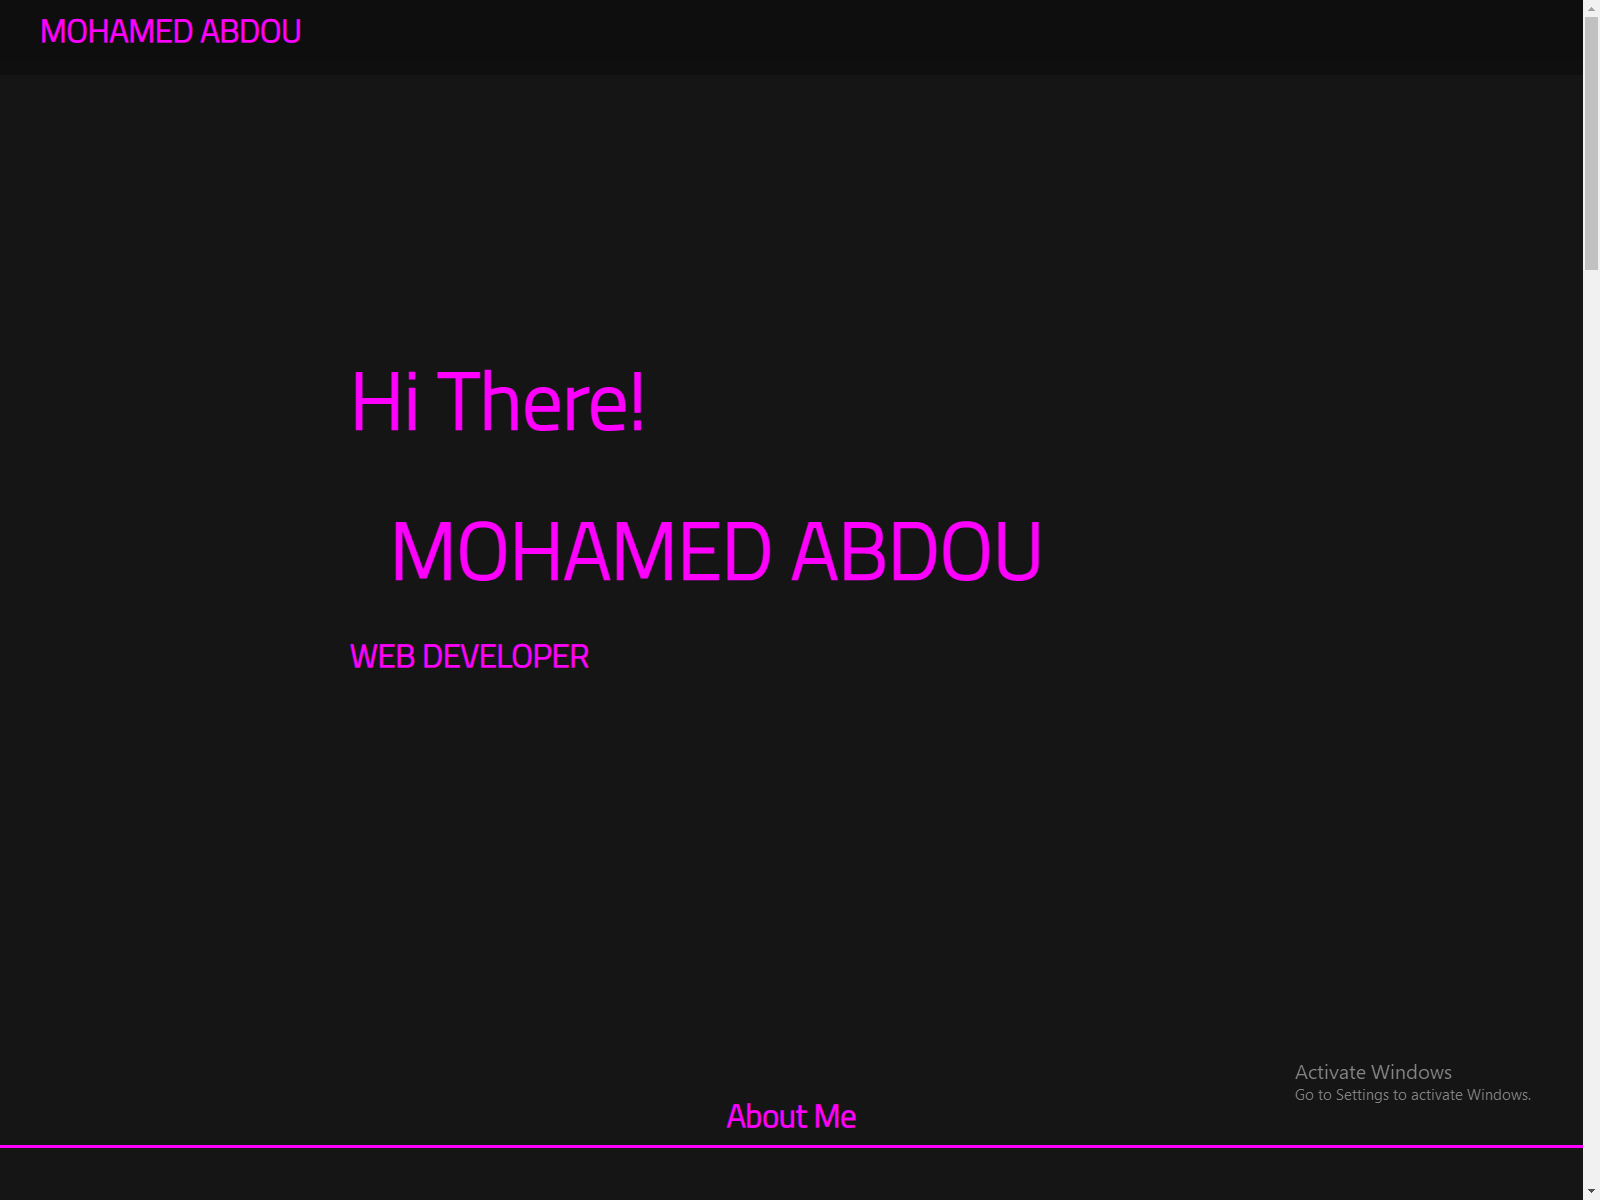 MOHAMED ABDOU
Hi There!
MOHAMED ABDOU
WEB DEVELOPER
Activate Windows
Go to Settings to activate Windows.
About Me